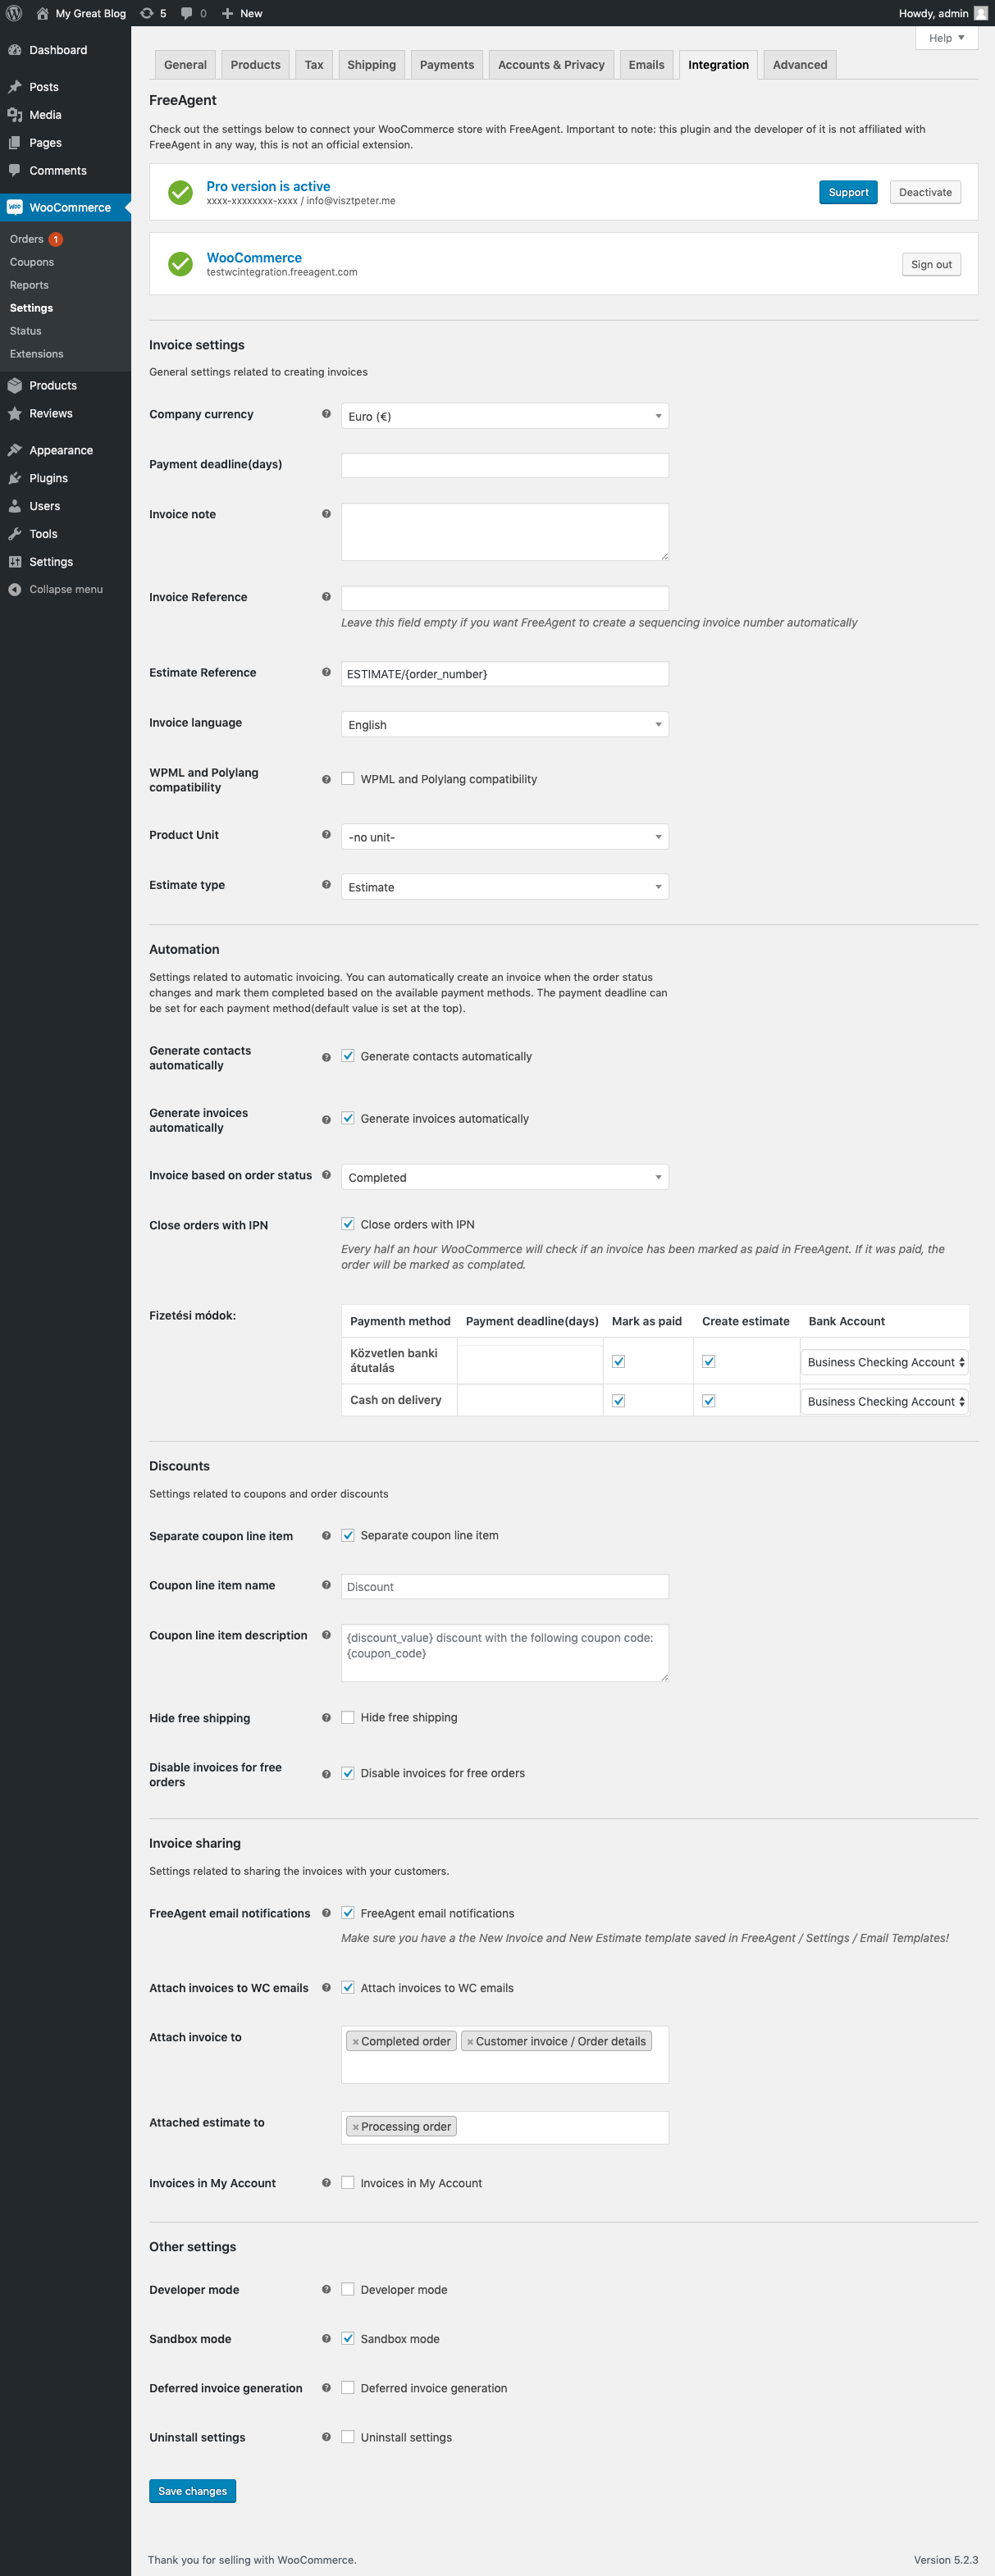 My Great Blog 5 0 New Howdy, admin
Help
Dashboard
Posts
Media
Pages
Comments
WooCommerce
Orders 1
Coupons
Reports
Settings
Status
Extensions
Products
Reviews
Appearance
Plugins
Users
Tools
Settings
Collapse menu
General Products Tax Shipping Payments Accounts & Privacy Emails Integration Advanced
FreeAgent
Check out the settings below to connect your WooCommerce store with FreeAgent. Important to note: this plugin and the developer of it is not affiliated with
FreeAgent in any way, this is not an official extension.
Pro version is active
xxxx-xxxxxxxx-xxxx / info@visztpeter.me
Support Deactivate
WooCommerce
testwcintegration.freeagent.com
Sign out
Invoice settings
General settings related to creating invoices
Company currency Euro (€)
Payment deadline(days)
Invoice note
Invoice Reference
Leave this field empty if you want FreeAgent to create a sequencing invoice number automatically
Estimate Reference ESTIMATE/{order_number}
Invoice language English
WPML and Polylang
compatibility
WPML and Polylang compatibility
Product Unit -no unit-
Estimate type Estimate
Automation
Settings related to automatic invoicing. You can automatically create an invoice when the order status
changes and mark them completed based on the available payment methods. The payment deadline can
be set for each payment method(default value is set at the top).
Generate contacts
automatically
Generate contacts automatically
Generate invoices
automatically
Generate invoices automatically
Invoice based on order status Completed
Close orders with IPN Close orders with IPN
Every half an hour WooCommerce will check if an invoice has been marked as paid in FreeAgent. If it was paid, the
order will be marked as complated.
Fizetési módok:
Paymenth method Payment deadline(days) Mark as paid Create estimate Bank Account
Közvetlen banki
átutalás
Business Checking Account
Cash on delivery Business Checking Account
Discounts
Settings related to coupons and order discounts
Separate coupon line item Separate coupon line item
Coupon line item name Discount
Coupon line item description {discount_value} discount with the following coupon code:
{coupon_code}
Hide free shipping Hide free shipping
Disable invoices for free
orders
Disable invoices for free orders
Invoice sharing
Settings related to sharing the invoices with your customers.
FreeAgent email notifications FreeAgent email notifications
Make sure you have a the New Invoice and New Estimate template saved in FreeAgent / Settings / Email Templates!
Attach invoices to WC emails Attach invoices to WC emails
Attach invoice to ×Completed order ×Customer invoice / Order details
Attached estimate to ×Processing order
Invoices in My Account Invoices in My Account
Other settings
Developer mode Developer mode
Sandbox mode Sandbox mode
Deferred invoice generation Deferred invoice generation
Uninstall settings Uninstall settings
Save changes
Thank you for selling with WooCommerce. Version 5.2.3